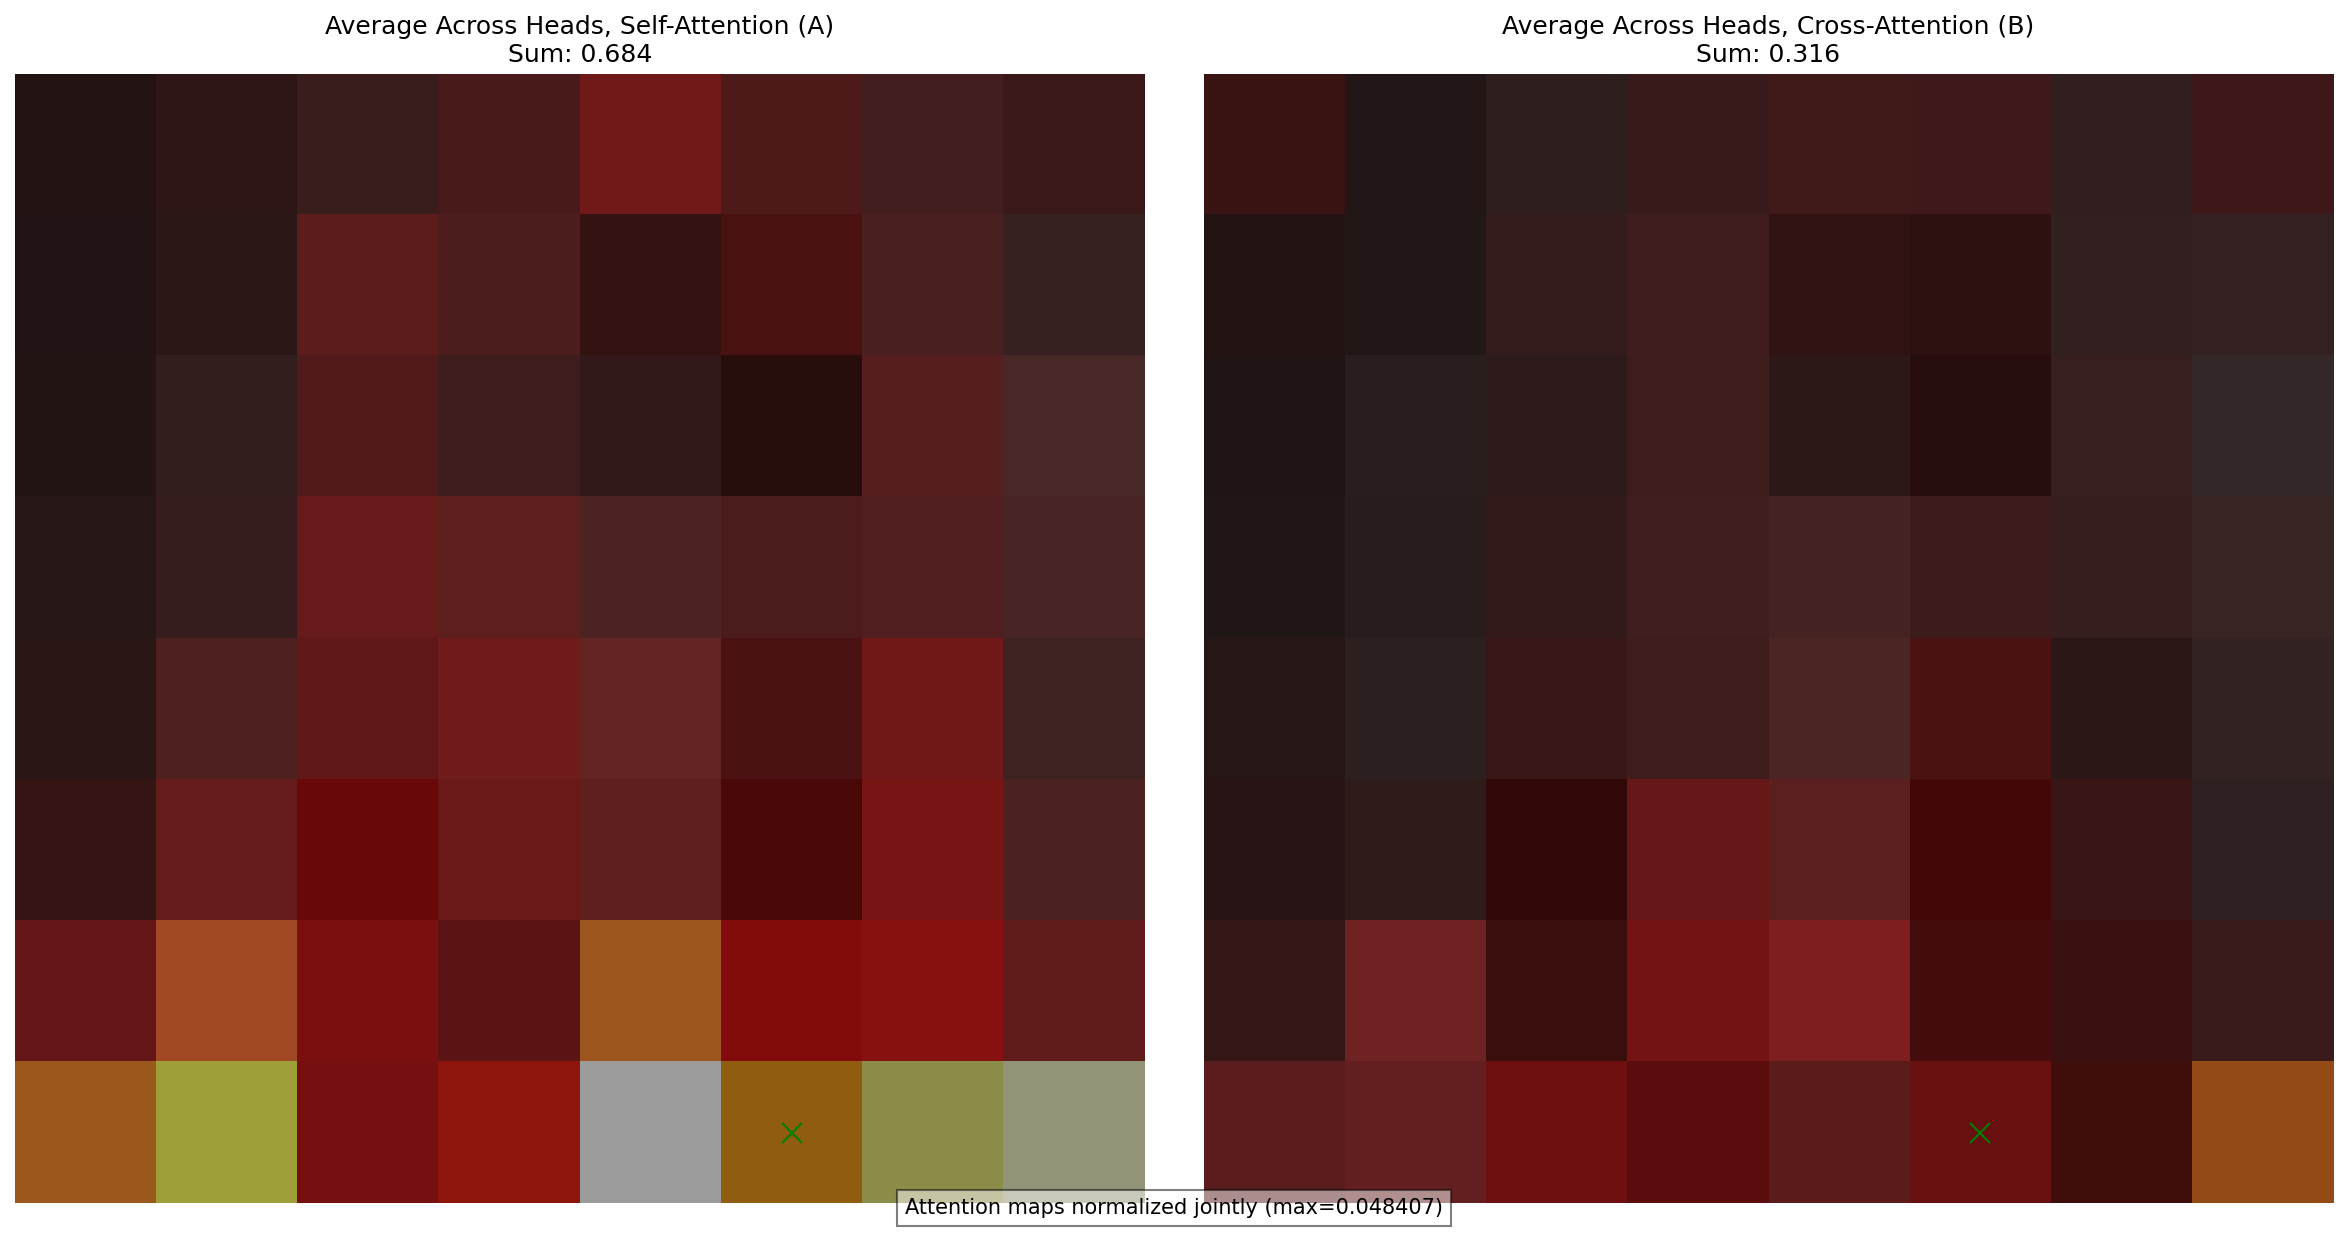 Average Across Heads, Self-Attention (A)
Sum: 0.684
Average Across Heads, Cross-Attention (B)
Sum: 0.316
Attention maps normalized jointly (max=0.048407)